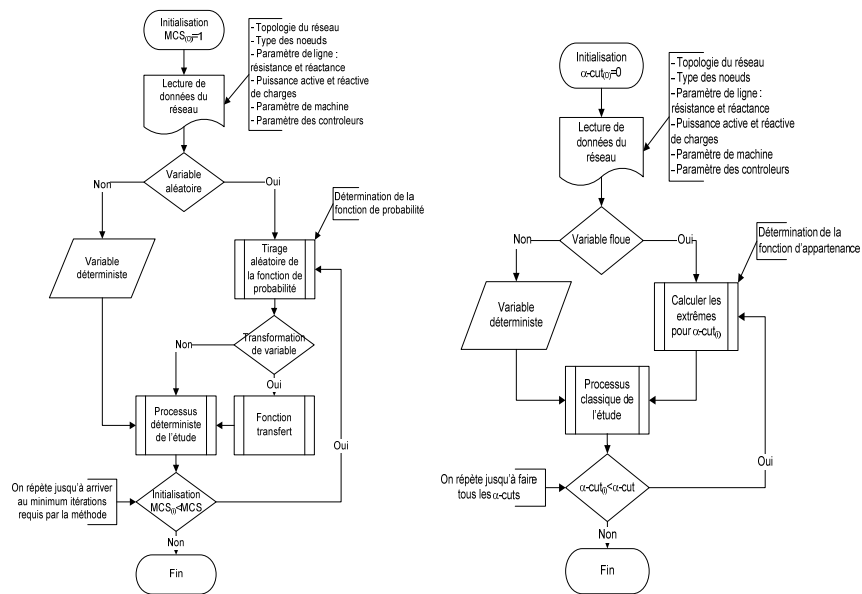 Initialisation
MCS(0)=1
- Topologie du réseau
- Type des noeuds
- Paramètre de ligne :
résistance et réactance
- Puissance active et réactive
de charges
- Paramètre de machine
- Paramètre des controleurs
Lecture de
données du
réseau
Variable
aléatoire
Non
Oui
Détermination de la
fonction de probabilité
Variable
déterministe
Tirage
aléatoire de
la fonction de
probabilité
Transformation
de variable
Non
Oui
Processus
déterministe
de l'étude
Fonction
transfert
Oui
On répète jusqu'à arriver
au minimum itérations
requis par la méthode
Initialisation
MCS(i)<MCS
Non
Fin
Initialisation
α-cut(0)=0
- Topologie du réseau
- Type des noeuds
- Paramètre de ligne :
résistance et réactance
- Puissance active et réactive
de charges
- Paramètre de machine
- Paramètre des controleurs
Lecture de
données du
réseau
Variable floue
Non
Oui
Détermination de la
fonction d'appartenance
Variable
déterministe
Calculer les
extrêmes
pour α-cut(i)
Processus
classique de
l'étude
Oui
On répète jusqu'à faire
tous les α-cuts
α-cut(i)<α-cut
Non
Fin